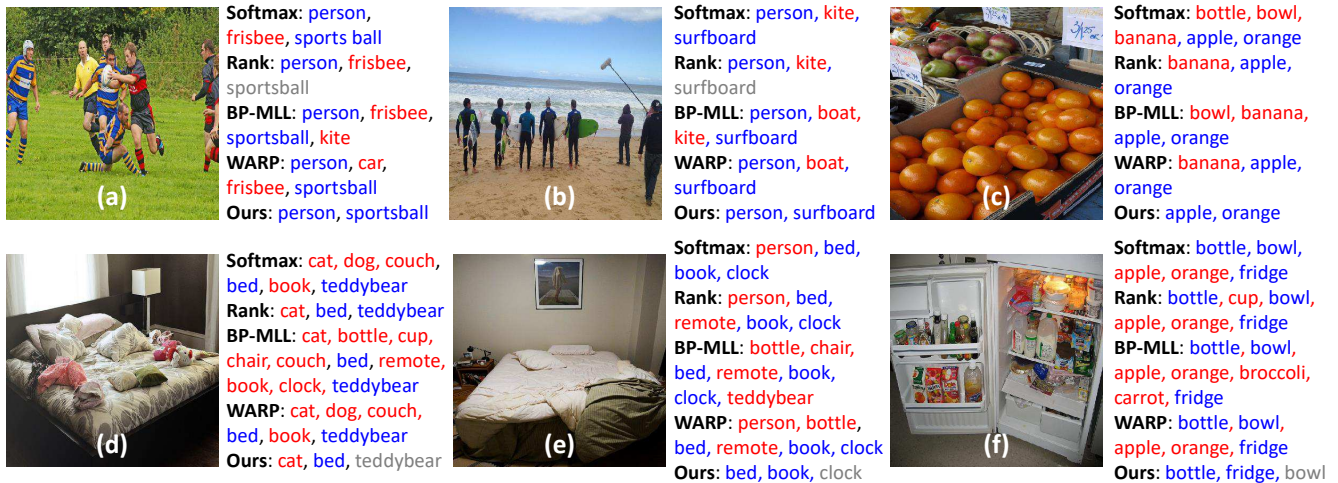 Softmax: person,
frisbee, sports ball
Rank: person, frisbee,
sportsball
BP-MLL: person, frisbee,
sportsball, kite
WARP: person, car,
frisbee, sportsball
Ours: person, sportsball
(a)
Softmax: person, kite,
surfboard
Rank: person, kite,
surfboard
BP-MLL: person, boat,
kite, surfboard
WARP: person, boat,
surfboard
Ours: person, surfboard
(b)
Softmax: bottle, bowl,
banana, apple, orange
Rank: banana, apple,
orange
BP-MLL: bowl, banana,
apple, orange
WARP: banana, apple,
orange
Ours: apple, orange
(c)
Softmax: cat, dog, couch,
bed, book, teddybear
Rank: cat, bed, teddybear
BP-MLL: cat, bottle, cup,
chair, couch, bed, remote,
book, clock, teddybear
WARP: cat, dog, couch,
bed, book, teddybear
Ours: cat, bed, teddybear
(d)
Softmax: person, bed,
book, clock
Rank: person, bed,
remote, book, clock
BP-MLL: bottle, chair,
bed, remote, book,
clock, teddybear
WARP: person, bottle,
bed, remote, book, clock
Ours: bed, book, clock
(e)
Softmax: bottle, bowl,
apple, orange, fridge
Rank: bottle, cup, bowl,
apple, orange, fridge
BP-MLL: bottle, bowl,
apple, orange, broccoli,
carrot, fridge
WARP: bottle, bowl,
apple, orange, fridge
Ours: bottle, fridge, bowl
(f)